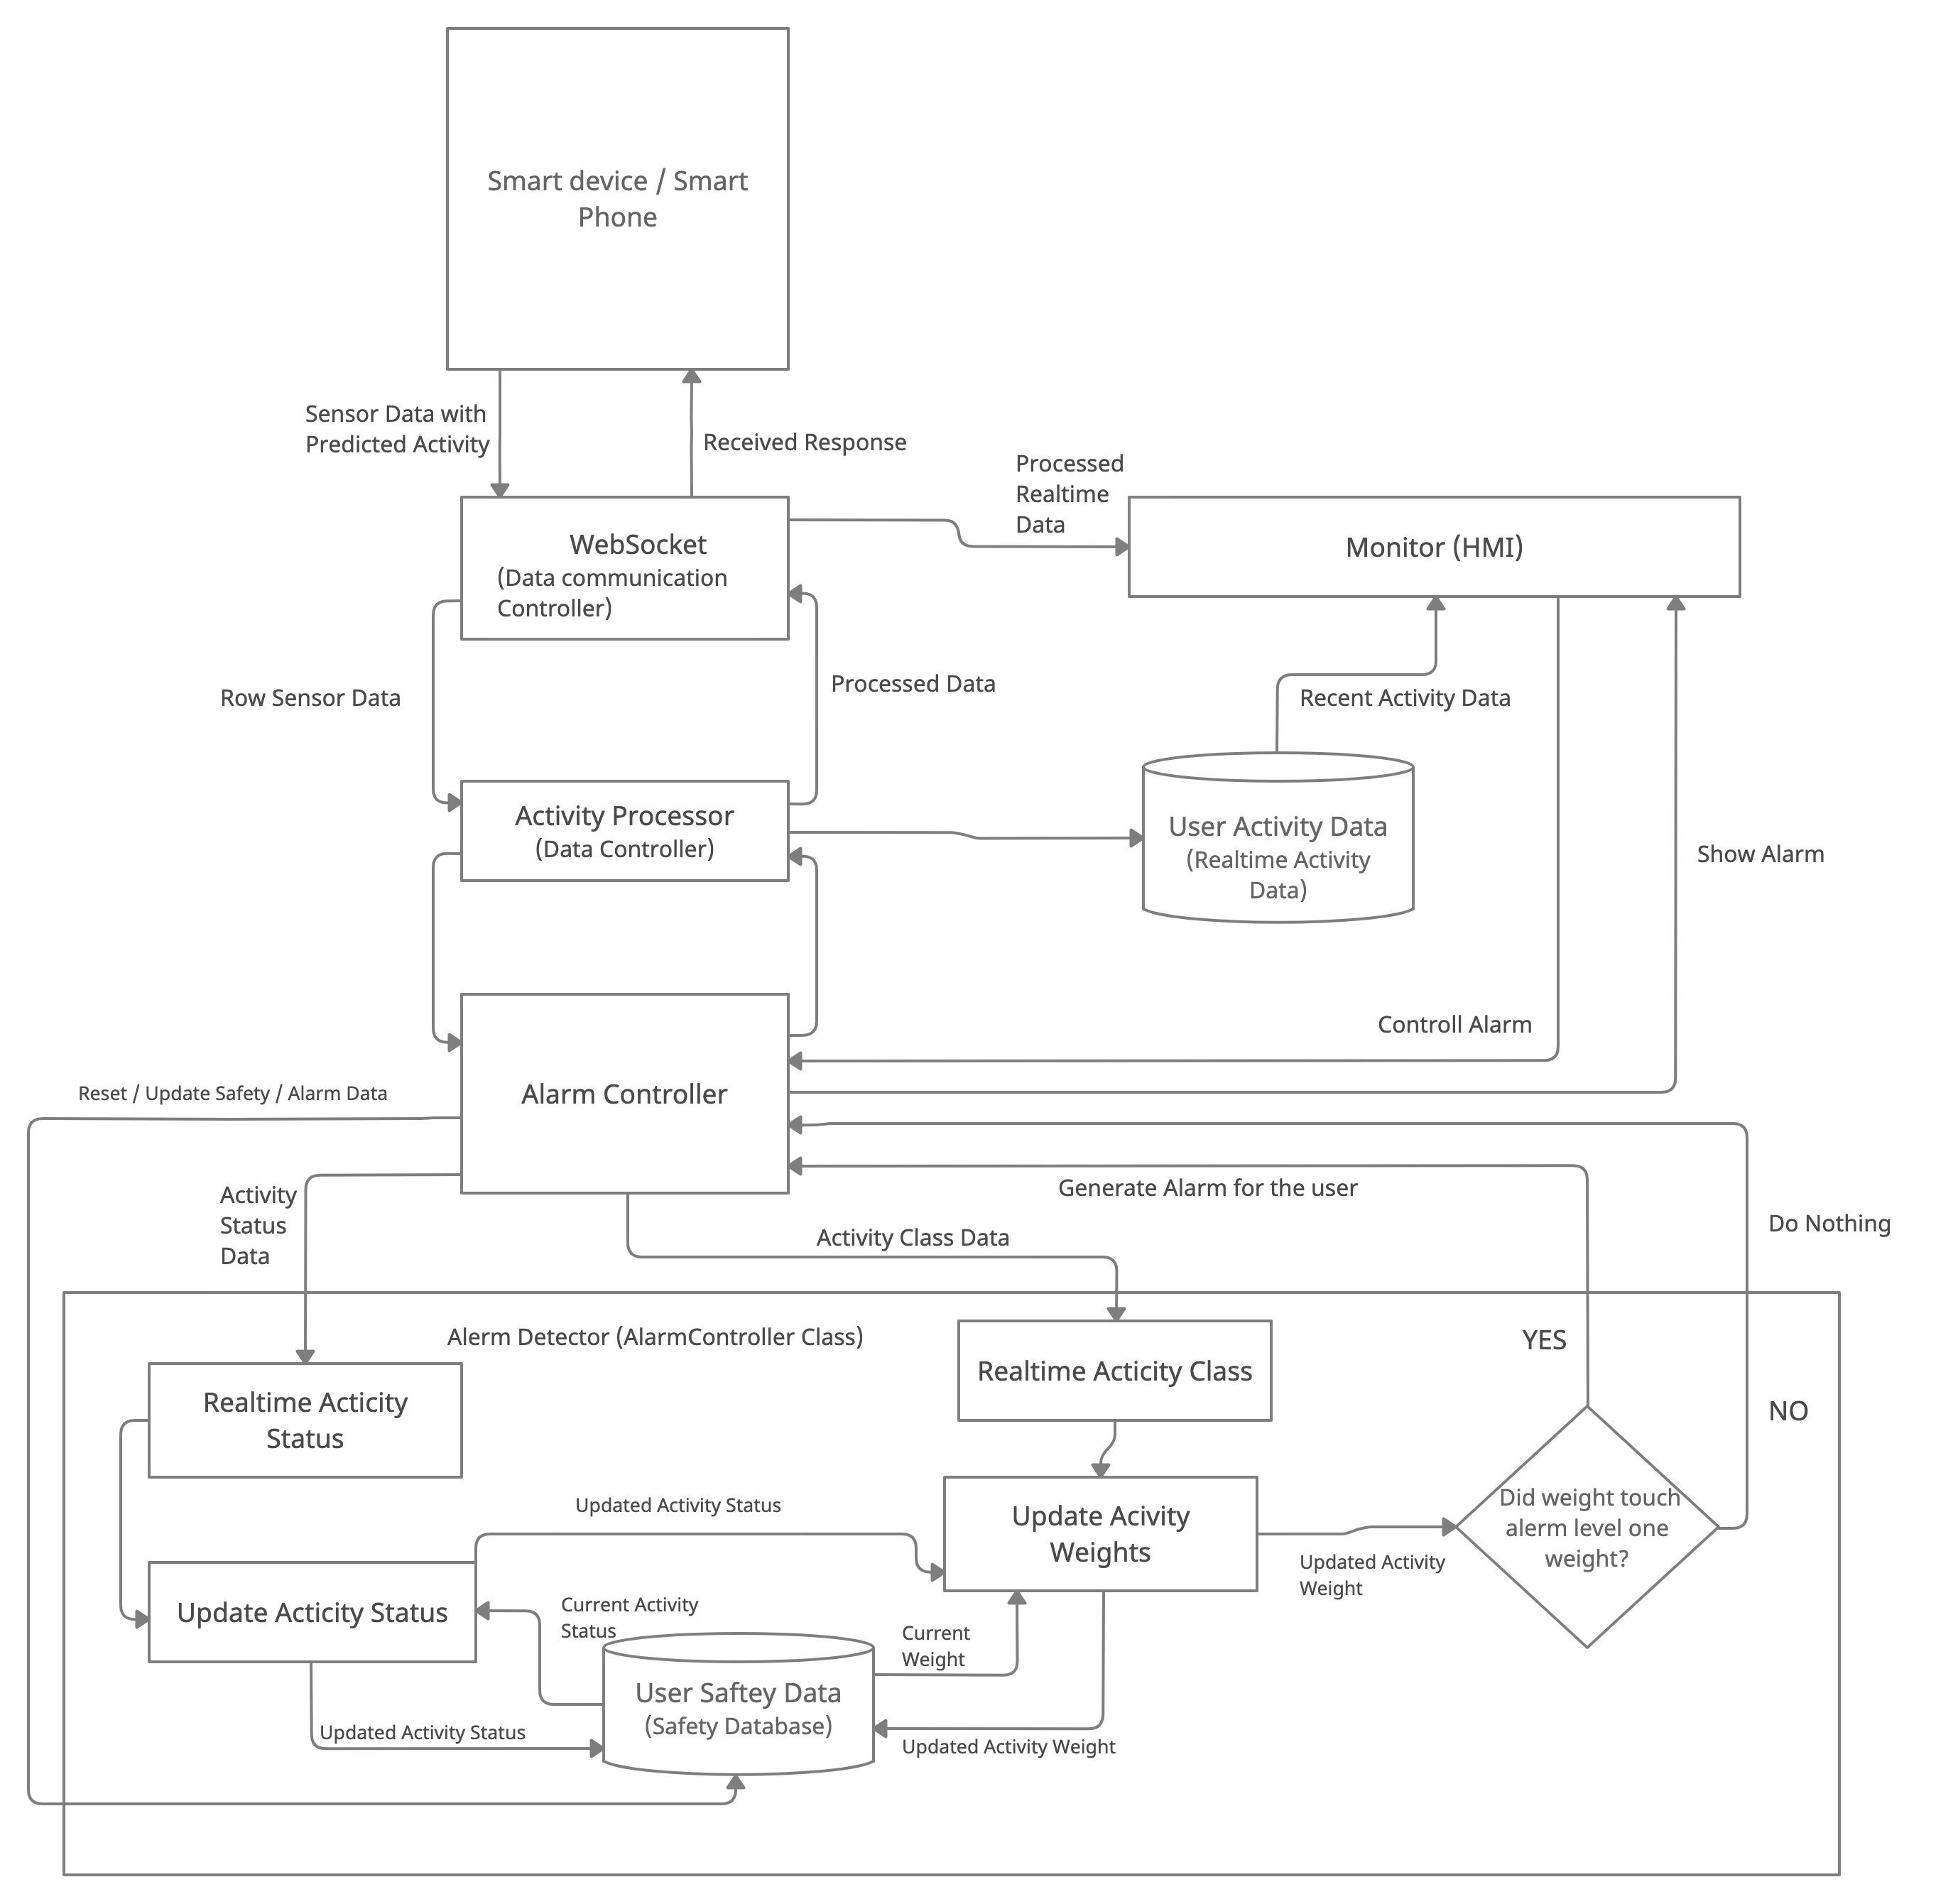 Smart device / Smart
Phone
Sensor Data with
Predicted Activity
Received Response
Processed
Realtime
Data
WebSocket
(Data communication
Controller)
Monitor (HMI)
Row Sensor Data
Processed Data
Recent Activity Data
Activity Processor
(Data Controller)
User Activity Data
(Realtime Activity
Data)
Show Alarm
Controll Alarm
Alarm Controller
Reset / Update Safety / Alarm Data
Activity
Status
Data
Generate Alarm for the user
Do Nothing
Activity Class Data
Alerm Detector (AlarmController Class)
YES
Realtime Acticity Class
Realtime Acticity
Status
NO
Updated Activity Status
Update Acivity
Weights
Did weight touch
alerm level one
weight?
Updated Activity
Weight
Update Acticity Status
Current Activity
Status
Current
Weight
User Saftey Data
(Safety Database)
Updated Activity Status
Updated Activity Weight